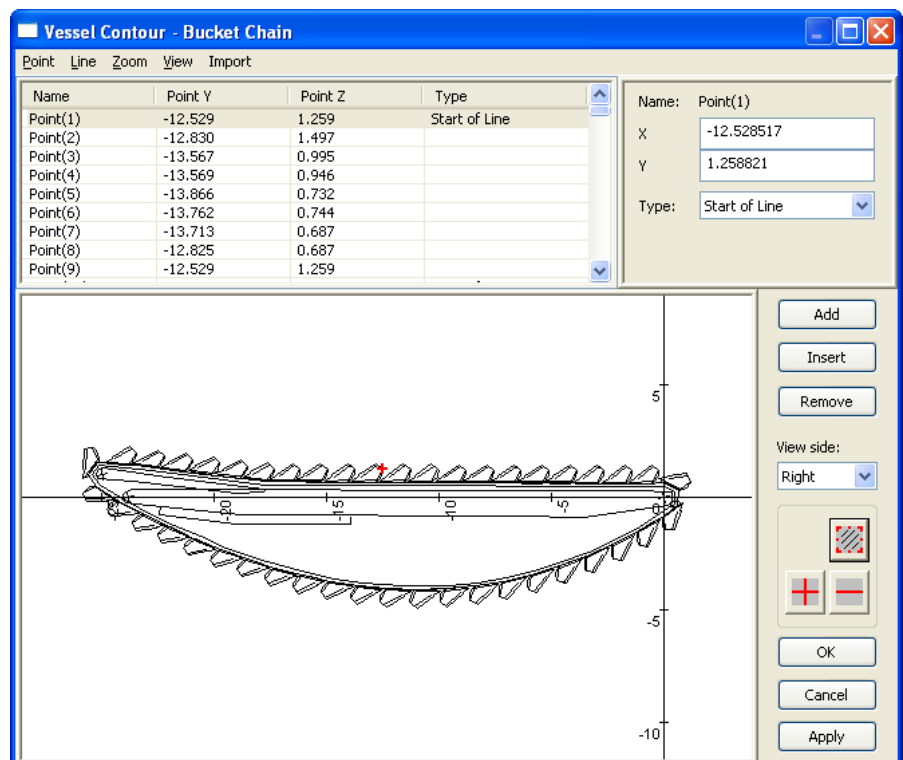 Vessel Contour - Bucket Chain
Point Line Zoom View Import
Name Point Y Point Z Type
Point(1) -12.529 1.259 Start of Line
Point(2) -12.830 1.497
Point(3) -13.567 0.995
Point(4) -13.569 0.946
Point(5) -13.866 0.732
Point(6) -13.762 0.744
Point(7) -13.713 0.687
Point(8) -12.825 0.687
Point(9) -12.529 1.259
Name: Point(1)
X -12.528517
Y 1.258821
Type: Start of Line
Add
Insert
Remove
View side:
Right
OK
Cancel
Apply
5
-20 -15 -10 -5 0
-5
-10